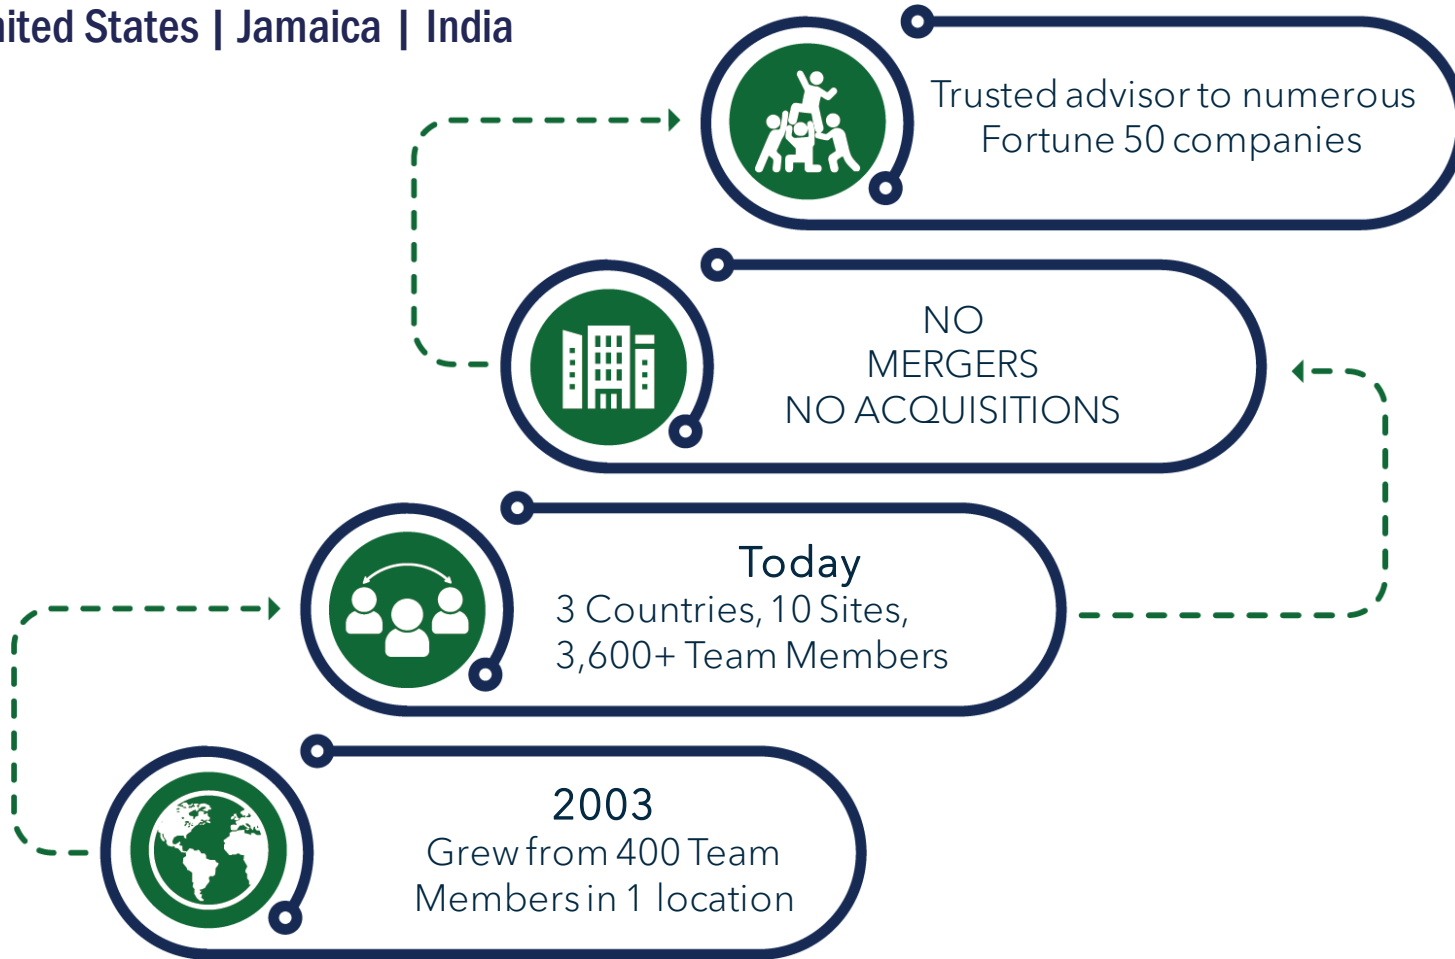 States | Jamaica | India
Trusted advisor to numerous
Fortune 50 companies
NO
MERGERS
NO ACQUISITIONS
Today
3 Countries, 10 Sites,
3,600+ Team Members
2003
Grew from 400 Team
Members in 1 location